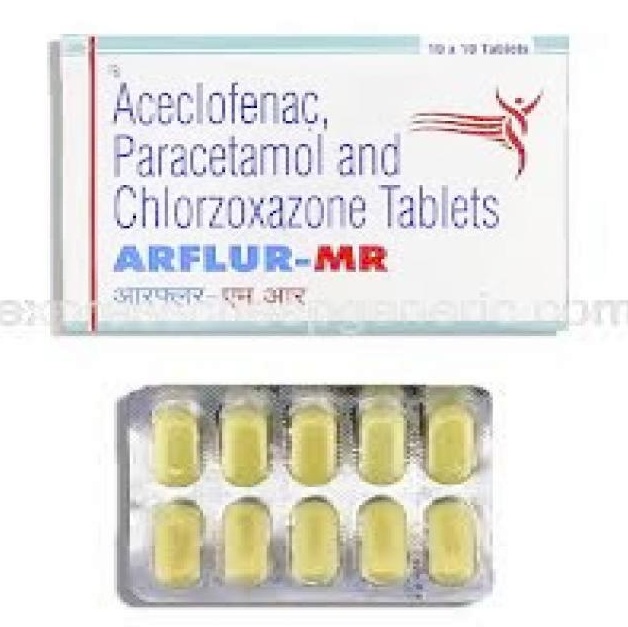 10 x 10 Tablets
Aceclofenac,
Paracetamol and
Chlorzoxazone Tablets
ARFLUR-MR
आरफ्लर-एम आर